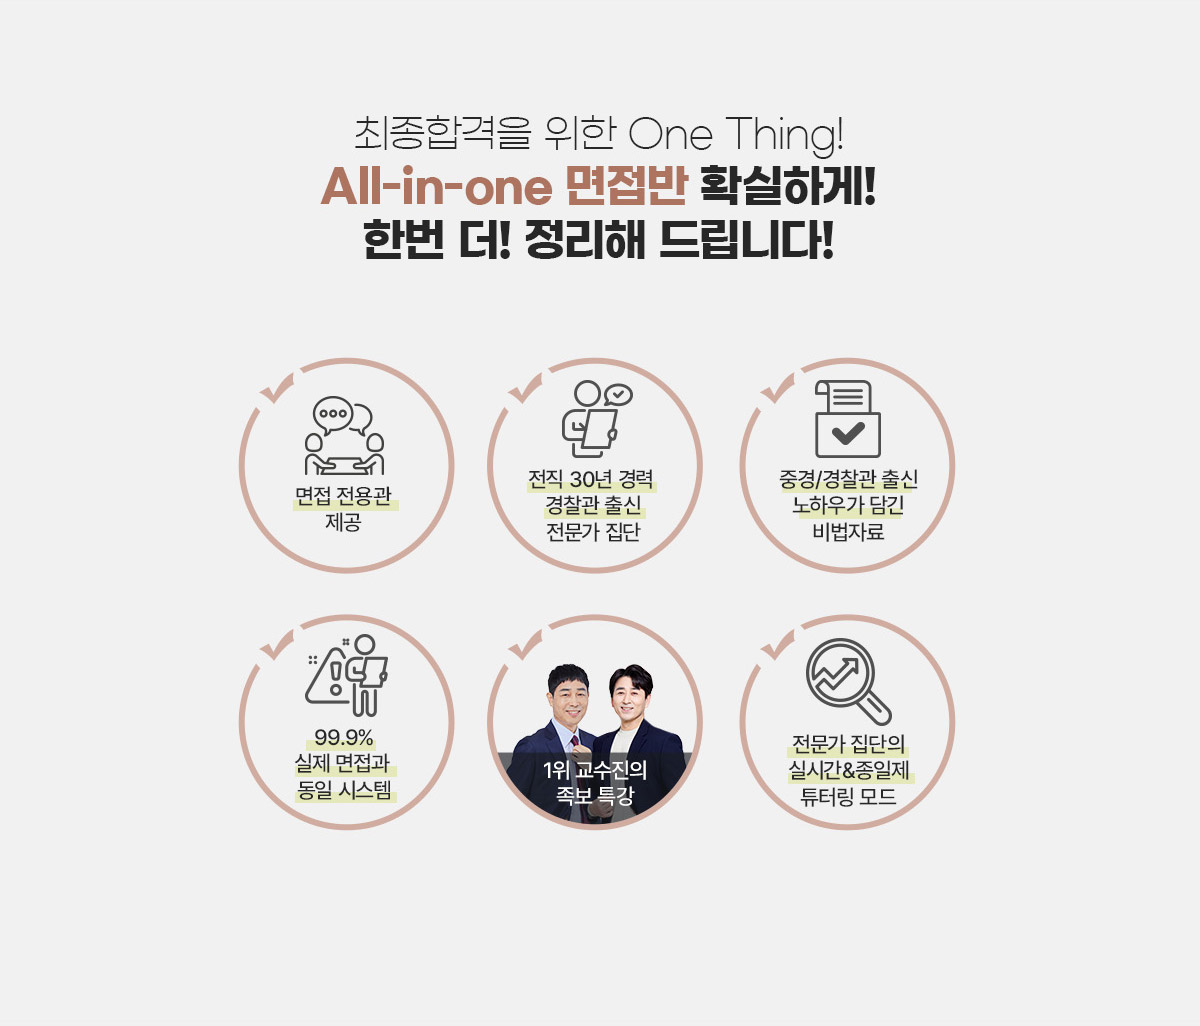 최종합격을 위한 One Thing!
All-in-one 면접반 확실하게!
한번 더! 정리해 드립니다!
면접 전용관
제공
전직 30년 경력
경찰관 출신
전문가 집단
중경/경찰관 출신
노하우가 담긴
비법자료
99.9%
실제 면접과
동일 시스템
1위 교수진의
족보 특강
전문가 집단의
실시간&종일제
튜터링 모드